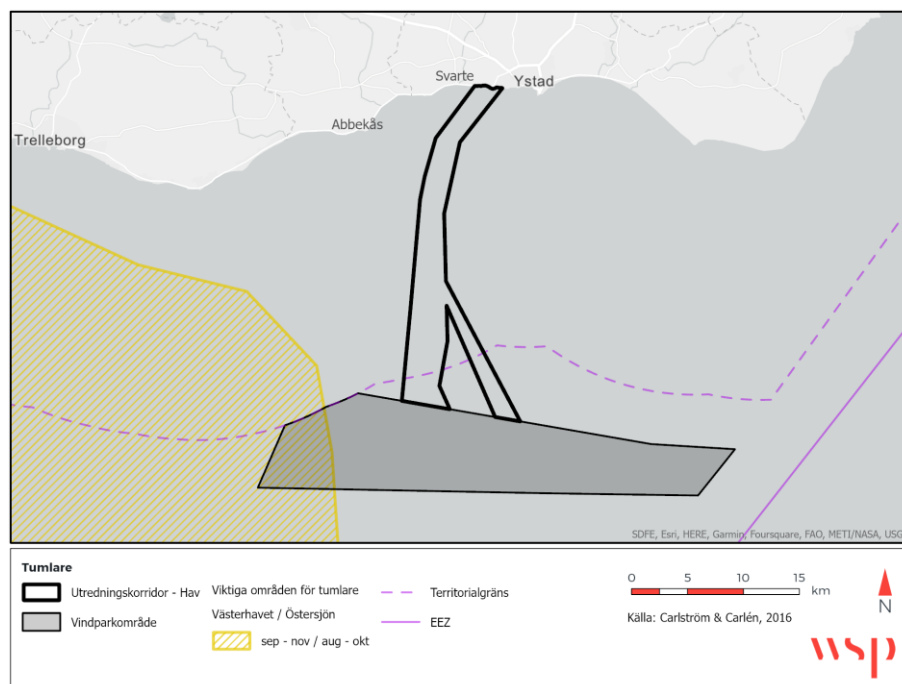 Svarte
Ystad
Abbekås
Trelleborg
SDFE, Esri, HERE, Garmin, Foursquare, FAO, METI/NASA, USG
Tumlare
Utredningskorridor - Hav
Vindparkområde
Viktiga områden för tumlare
Västerhavet / Östersjön
sep - nov / aug - okt
Territorialgräns
EEZ
0 5 10 15
km
Källa: Carlström & Carlén, 2016
N
wsp